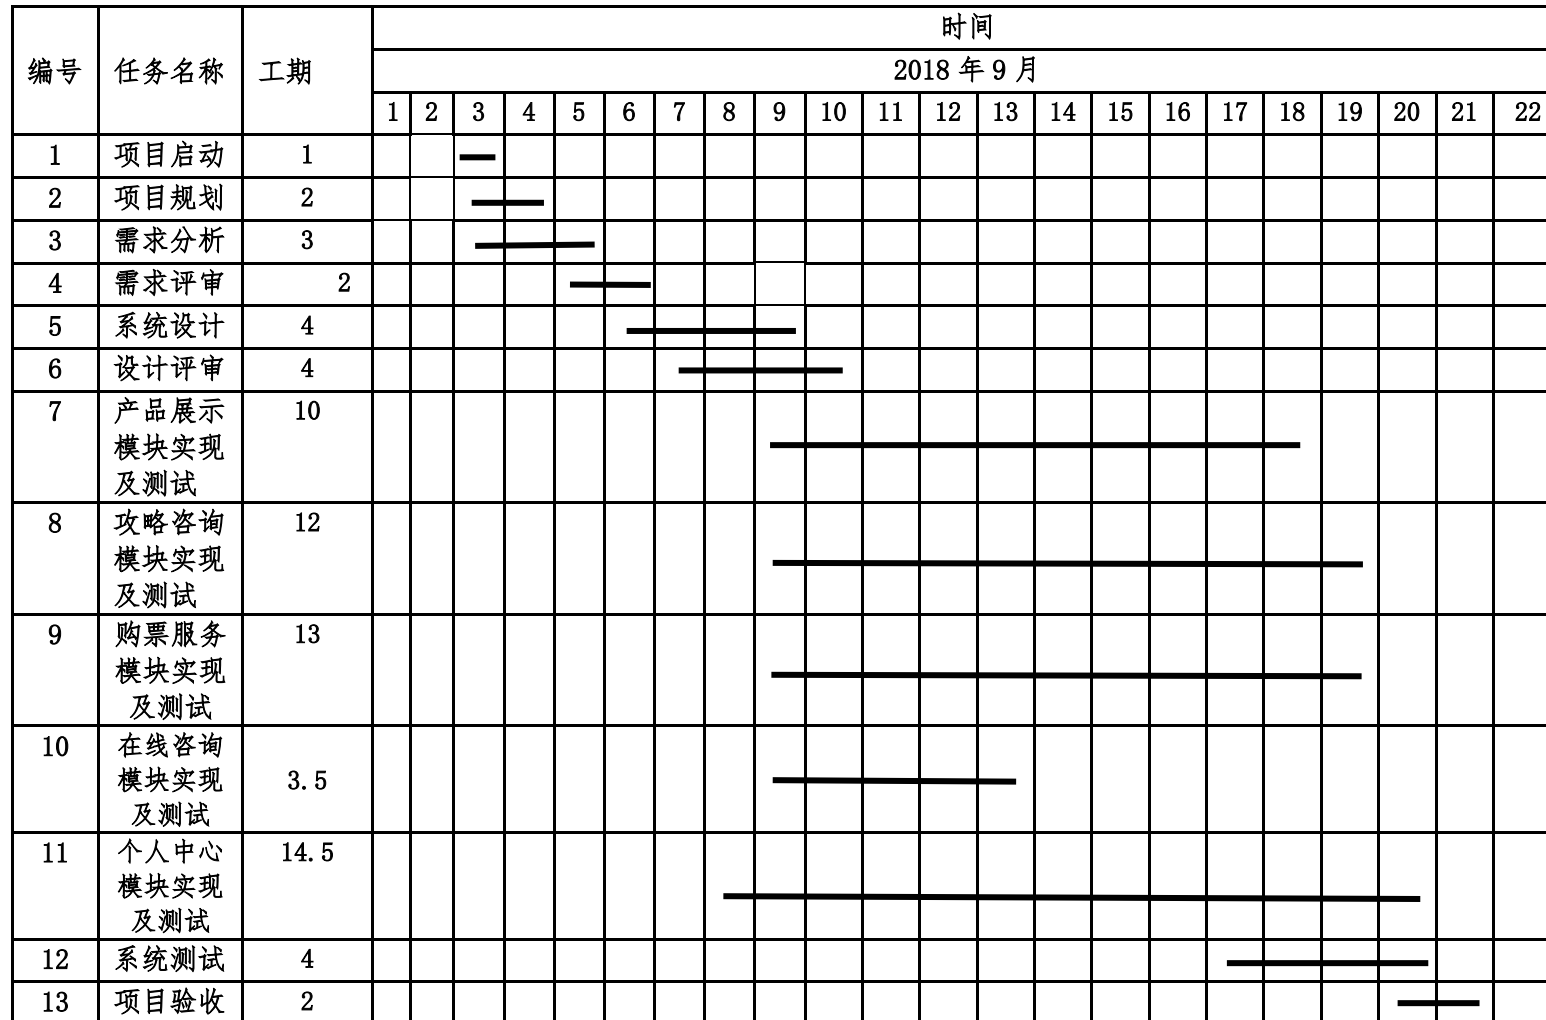 时间
编号 任务名称 工期
2018 年 9 月
1 2 3 4 5 6 7 8 9 10 11 12 13 14 15 16 17 18 19 20 21 22
1 项目启动 1
2 项目规划 2
3 需求分析 3
4 需求评审 2
5 系统设计 4
6 设计评审 4
7 产品展示 10
模块实现
及测试
8 攻略咨询 12
模块实现
及测试
9 购票服务 13
模块实现
及测试
10 在线咨询
模块实现 3.5
及测试
11 个人中心 14.5
模块实现
及测试
12 系统测试 4
13 项目验收 2